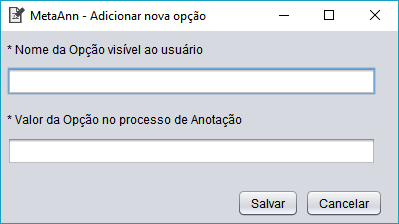 MetaAnn - Adicionar nova opção
* Nome da Opção visível ao usuário
* Valor da Opção no processo de Anotação
Salvar Cancelar